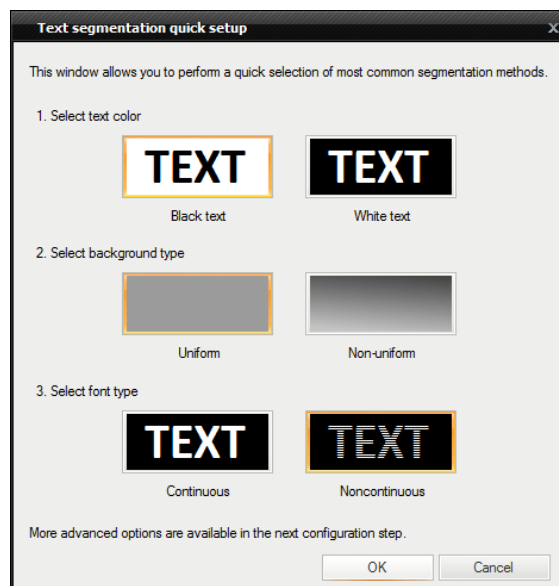 Text segmentation quick setup x
This window allows you to perform a quick selection of most common segmentation methods.
1. Select text color
TEXT TEXT
Black text White text
2. Select background type
Uniform Non-uniform
3. Select font type
TEXT TEXT
Continuous Noncontinuous
More advanced options are available in the next configuration step.
OK Cancel